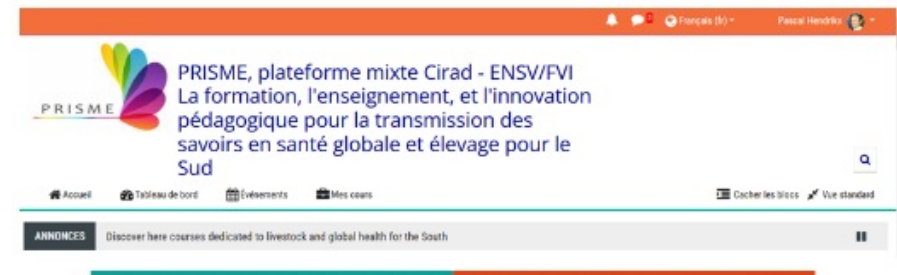 Français (fr) Pascal Hendrikx
PRISME
PRISME, plateforme mixte Cirad - ENSV/FVI
La formation, l'enseignement, et l'innovation
pédagogique pour la transmission des
savoirs en santé globale et élevage pour le
Sud
Accueil Tableau de bord Événements Mes cours Cacher les blocs Vue standard
ANNONCES Discover here courses dedicated to livestock and global health for the South